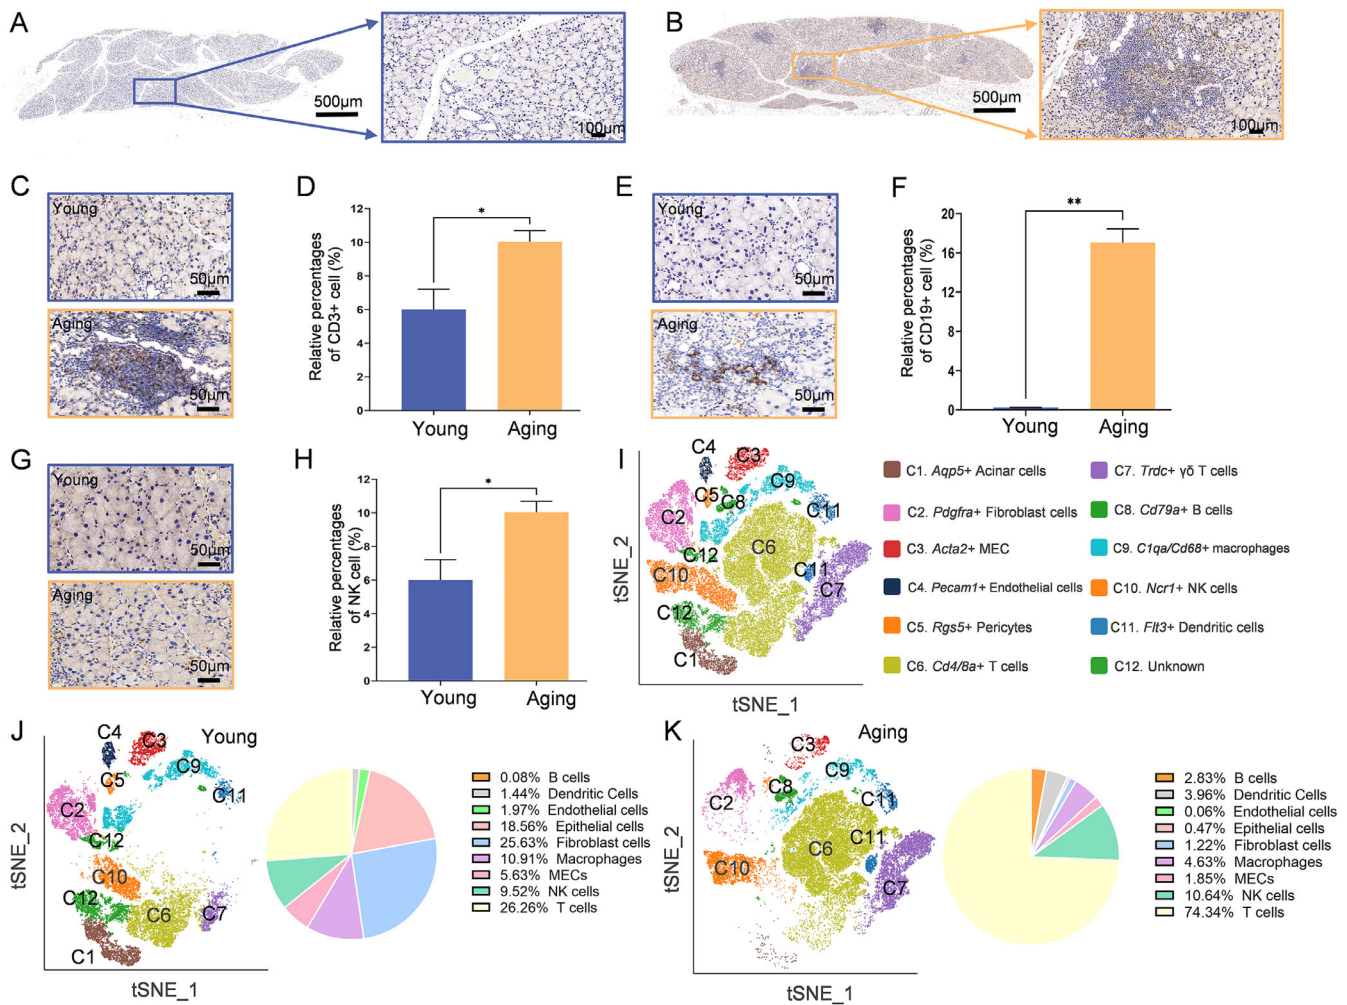 A
500µm
100µm
B
500µm
100µm
C
Young
50µm
Aging
50µm
D
Relative percentages
of CD3+ cell (%)
12
10
8
6
4
2
0
*
Young
Aging
E
Young
50µm
Aging
50µm
F
Relative percentages
of CD19+ cell (%)
20
16
12
8
4
0
**
Young
Aging
G
Young
50µm
Aging
50µm
H
Relative percentages
of NK cell (%)
12
10
8
6
4
2
0
*
Young
Aging
I
tSNE_2
tSNE_1
C4
C3
C9
C5
C8
C11
C2
C6
C12
C11
C10
C7
C12
C1
C1. Aqp5+ Acinar cells
C2. Pdgfra+ Fibroblast cells
C3. Acta2+ MEC
C4. Pecam1+ Endothelial cells
C5. Rgs5+ Pericytes
C6. Cd4/8a+ T cells
C7. Trdc+ γδ T cells
C8. Cd79a+ B cells
C9. C1qa/Cd68+ macrophages
C10. Ncr1+ NK cells
C11. Flt3+ Dendritic cells
C12. Unknown
J
Young
tSNE_2
tSNE_1
C4
C3
C9
C5
C11
C2
C12
C10
C12
C6
C7
C1
0.08% B cells
1.44% Dendritic Cells
1.97% Endothelial cells
18.56% Epithelial cells
25.63% Fibroblast cells
10.91% Macrophages
5.63% MECs
9.52% NK cells
26.26% T cells
K
Aging
tSNE_2
tSNE_1
C3
C9
C8
C2
C11
C11
C6
C10
C7
2.83% B cells
3.96% Dendritic Cells
0.06% Endothelial cells
0.47% Epithelial cells
1.22% Fibroblast cells
4.63% Macrophages
1.85% MECs
10.64% NK cells
74.34% T cells